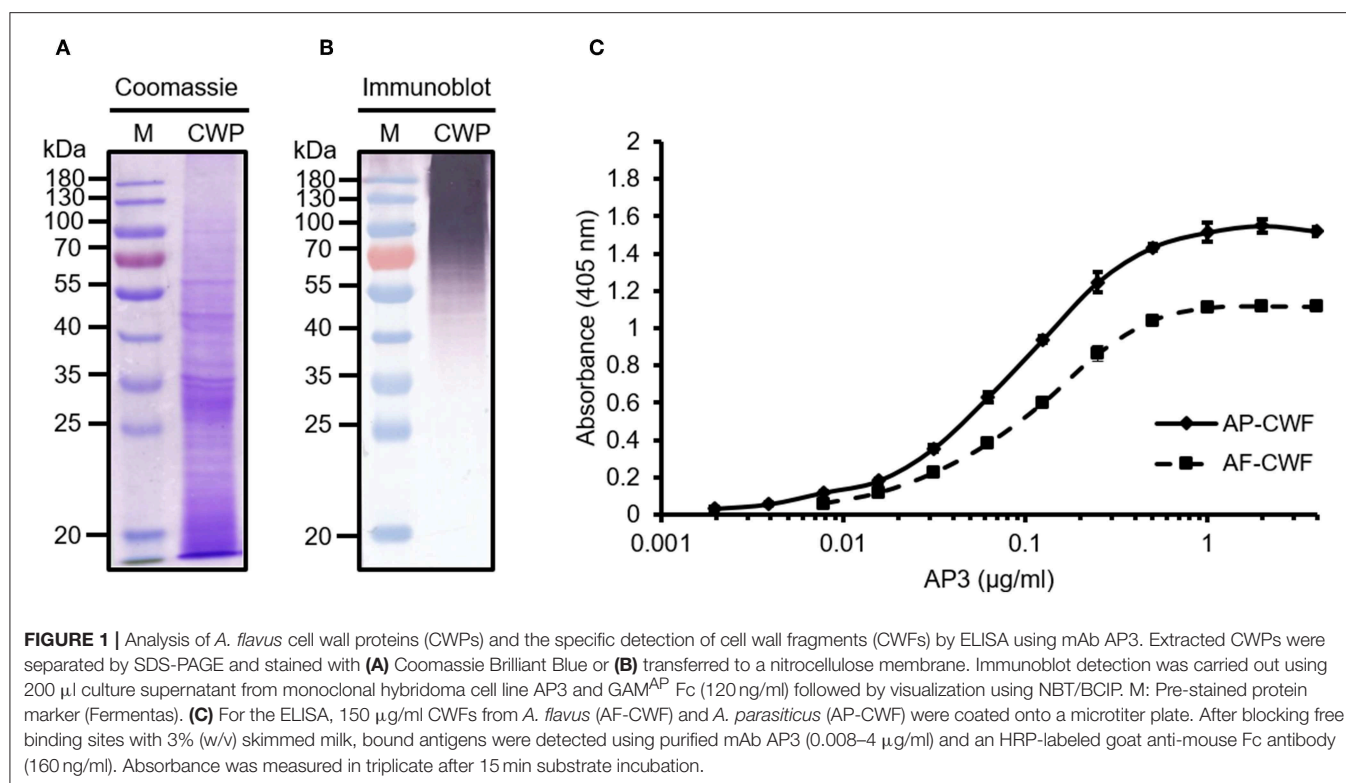 A
B
C
Coomassie
Immunoblot
M CWP
M CWP
kDa
180
130
100
70
55
40
35
25
20
kDa
180
130
100
70
55
40
35
25
20
Absorbance (405 nm)
2
1.8
1.6
1.4
1.2
1
0.8
0.6
0.4
0.2
0
0.001 0.01 0.1 1
AP3 (µg/ml)
AP-CWF
AF-CWF
FIGURE 1 | Analysis of A. flavus cell wall proteins (CWPs) and the specific detection of cell wall fragments (CWFs) by ELISA using mAb AP3. Extracted CWPs were
separated by SDS-PAGE and stained with (A) Coomassie Brilliant Blue or (B) transferred to a nitrocellulose membrane. Immunoblot detection was carried out using
200 µl culture supernatant from monoclonal hybridoma cell line AP3 and GAM^AP Fc (120 ng/ml) followed by visualization using NBT/BCIP. M: Pre-stained protein
marker (Fermentas). (C) For the ELISA, 150 µg/ml CWFs from A. flavus (AF-CWF) and A. parasiticus (AP-CWF) were coated onto a microtiter plate. After blocking free
binding sites with 3% (w/v) skimmed milk, bound antigens were detected using purified mAb AP3 (0.008–4 µg/ml) and an HRP-labeled goat anti-mouse Fc antibody
(160 ng/ml). Absorbance was measured in triplicate after 15 min substrate incubation.